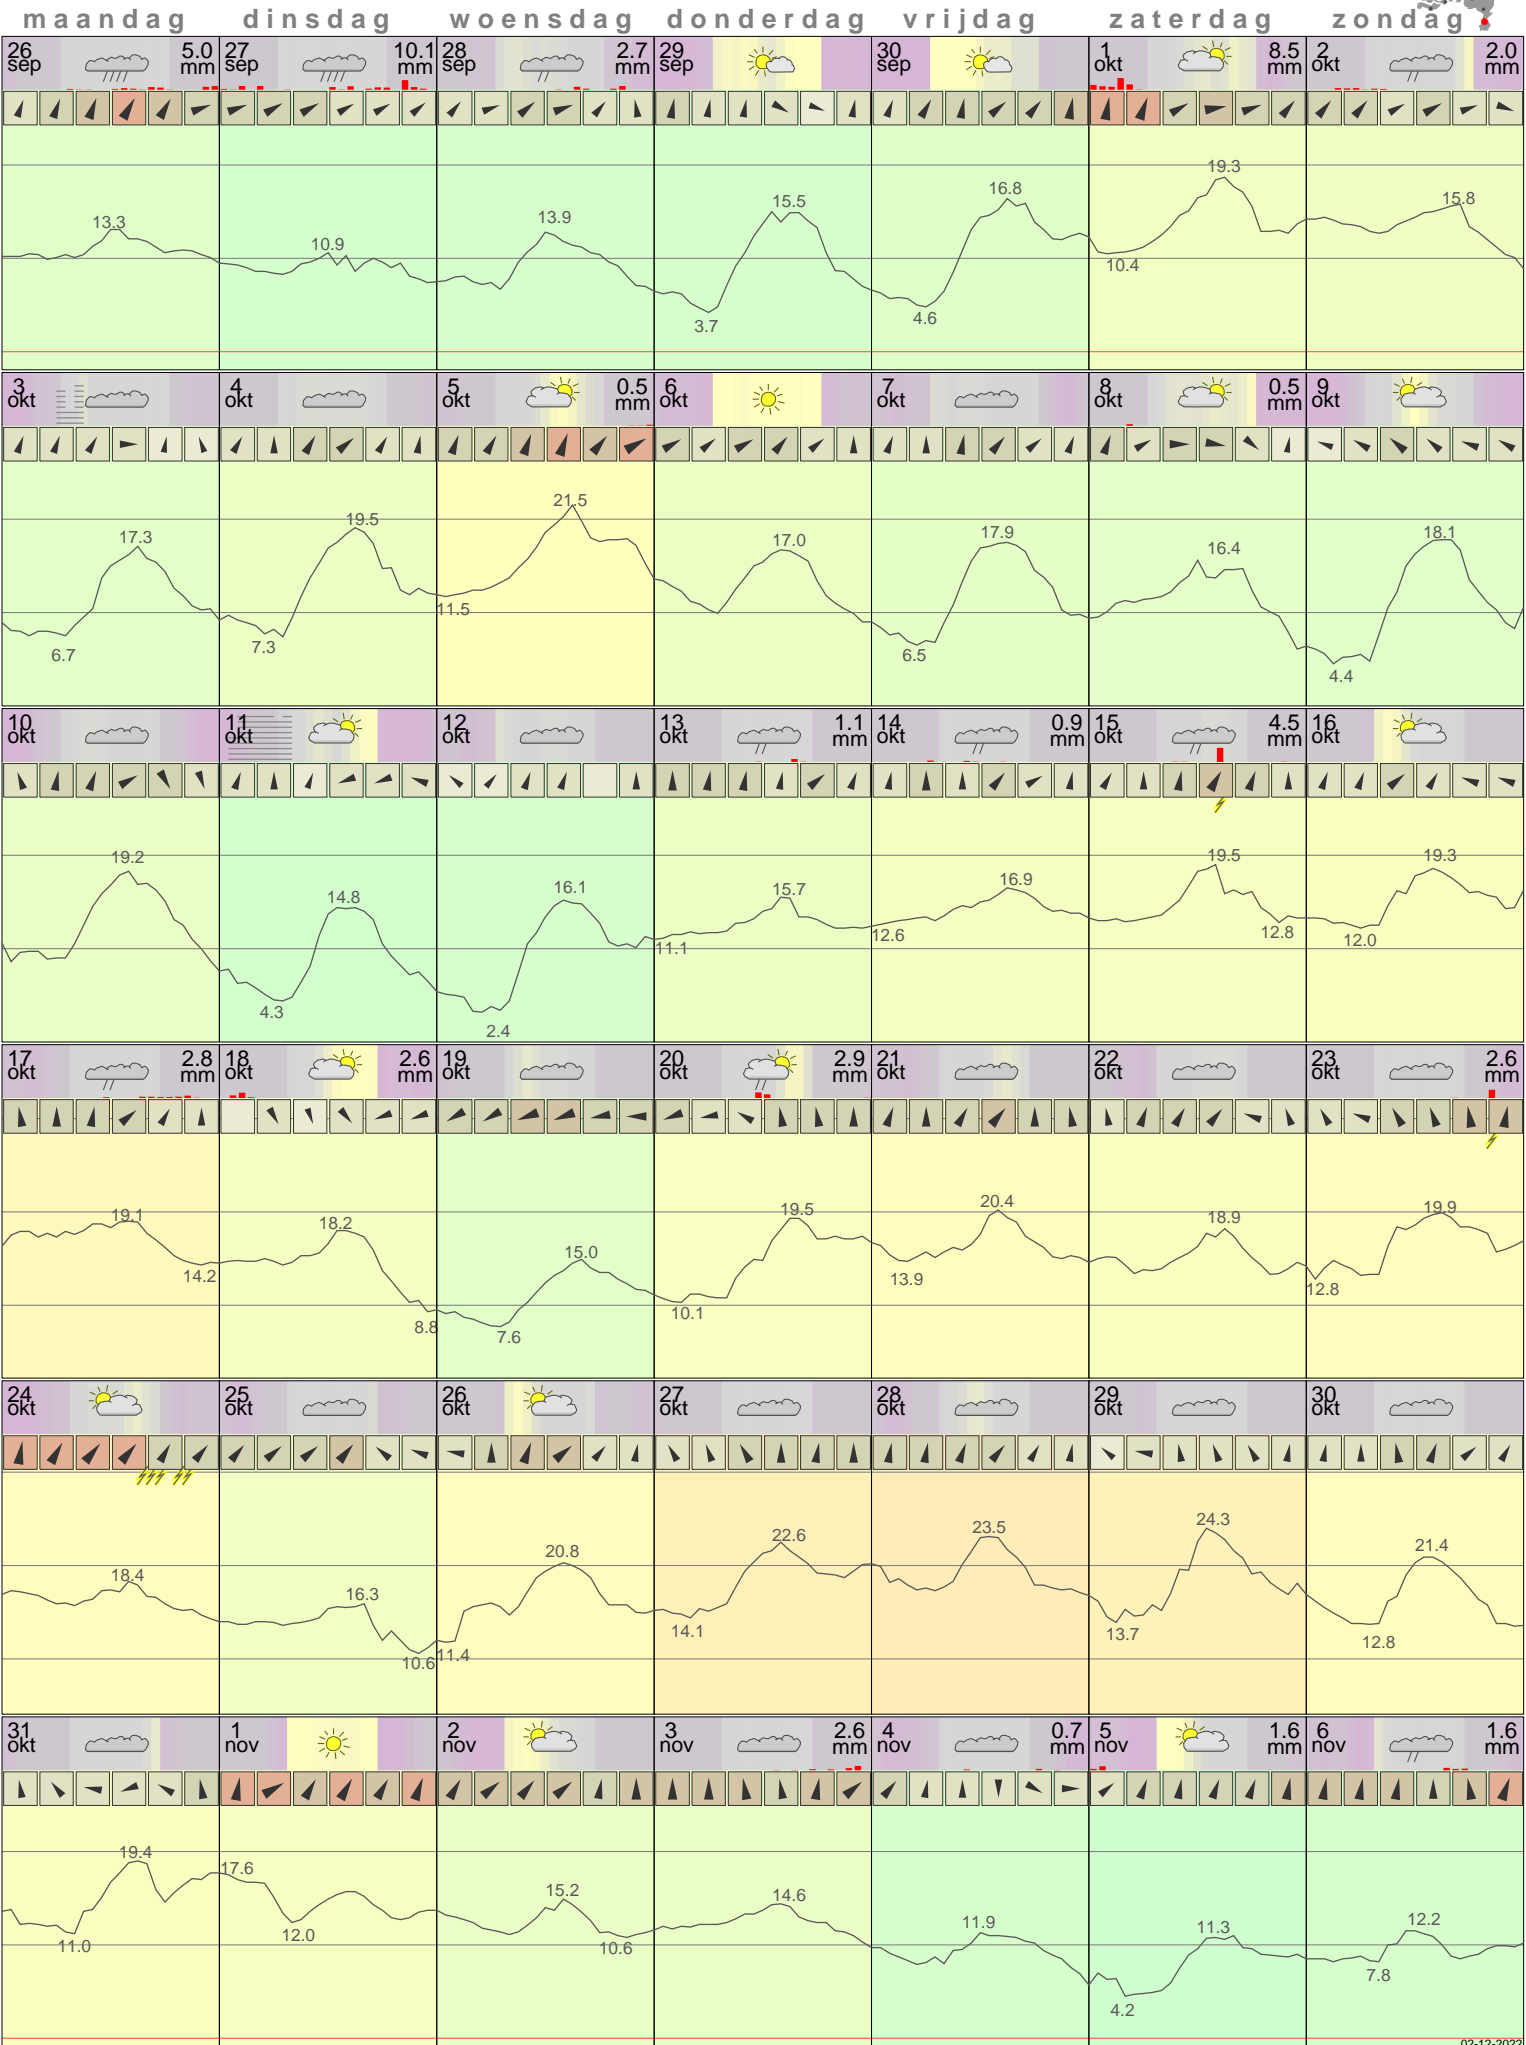 maandag dinsdag woensdag donderdag vrijdag zaterdag zondag
26 sep 5.0 mm 27 sep 10.1 mm 28 sep 2.7 mm 29 sep 30 sep 1 okt 8.5 mm 2 okt 2.0 mm
13.3 10.9 13.9 15.5 16.8 19.3 15.8
3.7 4.6 10.4
3 okt 4 okt 5 okt 0.5 mm 6 okt 7 okt 8 okt 0.5 mm 9 okt
17.3 19.5 21.5 17.0 17.9 16.4 18.1
6.7 7.3 11.5 6.5 4.4
10 okt 11 okt 12 okt 13 okt 1.1 mm 14 okt 0.9 mm 15 okt 4.5 mm 16 okt
19.2 14.8 16.1 15.7 16.9 19.5 19.3
4.3 2.4 11.1 12.6 12.8 12.0
17 okt 2.8 mm 18 okt 2.6 mm 19 okt 20 okt 2.9 mm 21 okt 22 okt 23 okt 2.6 mm
19.1 18.2 15.0 19.5 20.4 18.9 19.9
14.2 8.8 7.6 10.1 13.9 12.8
24 okt 25 okt 26 okt 27 okt 28 okt 29 okt 30 okt
18.4 16.3 20.8 22.6 23.5 24.3 21.4
10.6 11.4 14.1 13.7 12.8
31 okt 1 nov 2 nov 3 nov 2.6 mm 4 nov 0.7 mm 5 nov 1.6 mm 6 nov 1.6 mm
19.4 17.6 15.2 14.6 11.9 11.3 12.2
11.0 12.0 10.6 4.2 7.8
02-12-2022